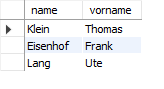 name vorname
Klein Thomas
Eisenhof Frank
Lang Ute